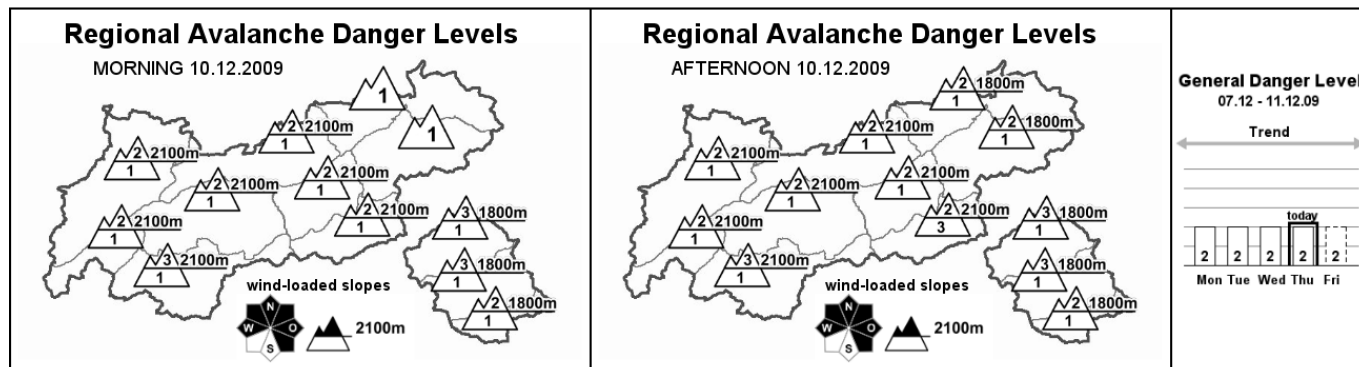 Regional Avalanche Danger Levels
MORNING 10.12.2009
1
2 2100m
1
1
2 2100m
1
2 2100m
1
2 2100m
1
2 2100m
1
2 2100m
1
3 1800m
1
3 2100m
1
3 1800m
1
2 1800m
1
wind-loaded slopes
N
W O
S
2100m
Regional Avalanche Danger Levels
AFTERNOON 10.12.2009
2 1800m
1
2 2100m
1
2 1800m
1
2 2100m
1
2 2100m
1
2 2100m
1
2 2100m
3
2 2100m
1
3 1800m
1
3 2100m
1
3 1800m
1
2 1800m
1
wind-loaded slopes
N
W O
S
2100m
General Danger Level
07.12 - 11.12.09
Trend
today
2 2 2 2 2
Mon Tue Wed Thu Fri